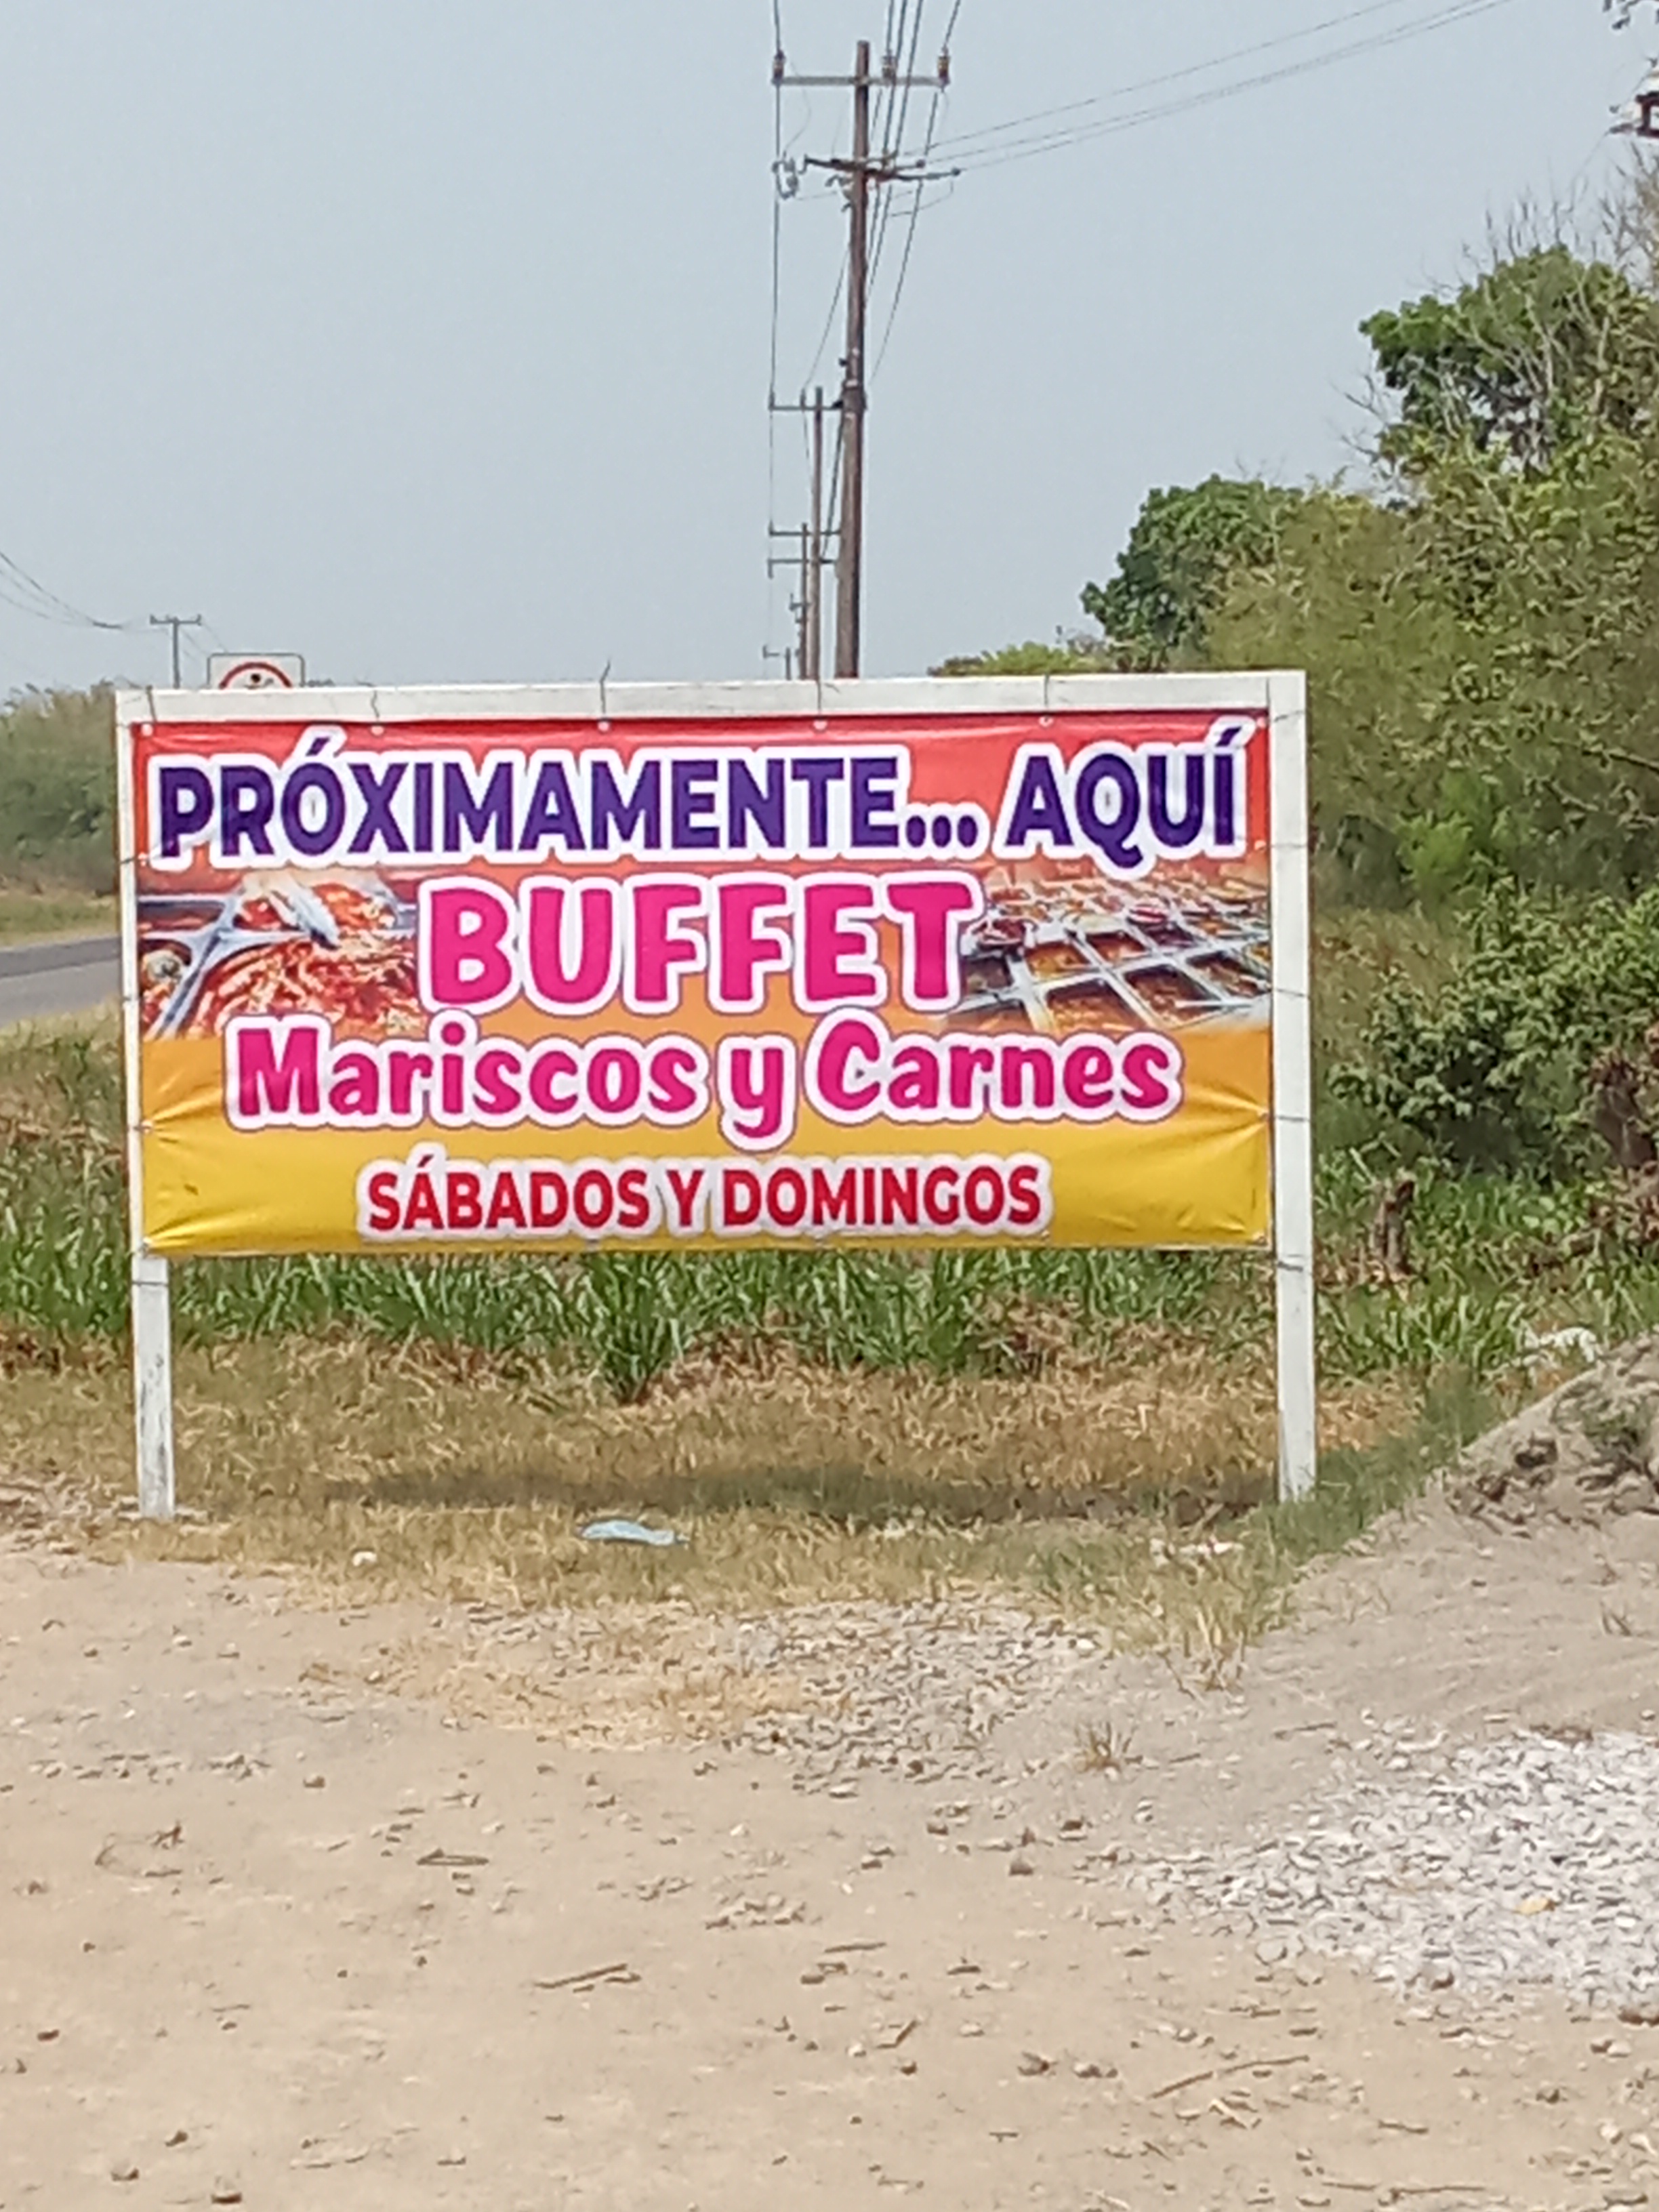 PRÓXIMAMENTE... AQUÍ
BUFFET
Mariscos y Carnes
SÁBADOS Y DOMINGOS